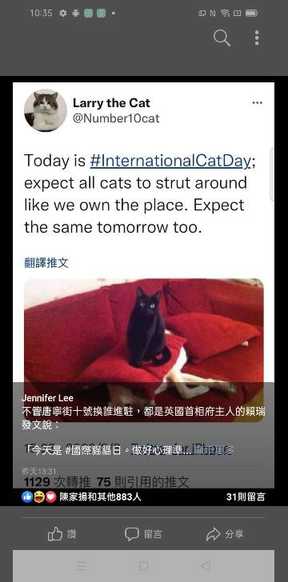 10:35
Larry the Cat
@Number10cat
Today is #InternationalCatDay;
expect all cats to strut around
like we own the place. Expect
the same tomorrow too.
翻譯推文
Jennifer Lee
不管唐寧街十號換誰進駐,都是英國首相府主人的賴瑞
發文說:
「今天是 #國際貓貓日。做好心理準...
昨天13:31
1129 次轉推 75 則引用的推文
陳家揚和其他883人
31則留言
讚
留言
分享